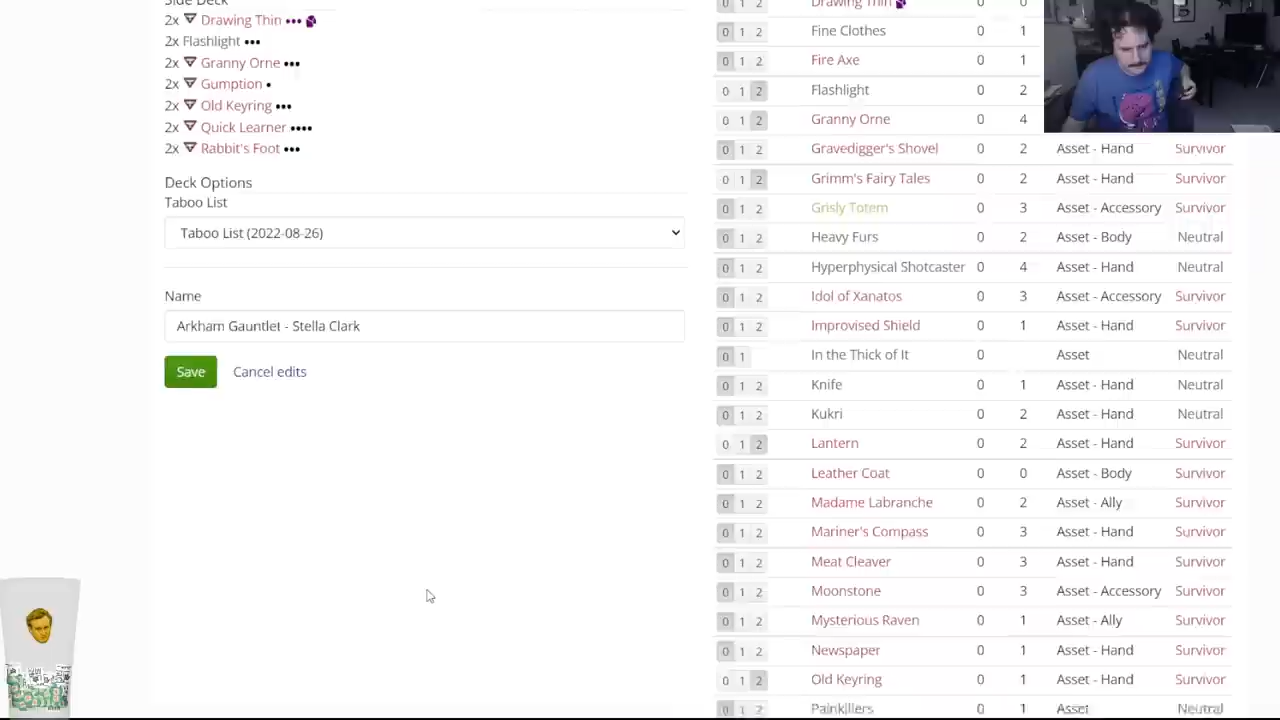 Side Deck
2x Drawing Thin
2x Flashlight
2x Granny Orne
2x Gumption
2x Old Keyring
2x Quick Learner
2x Rabbit's Foot
Deck Options
Taboo List
Taboo List (2022-08-26)
Name
Arkham Gauntlet - Stella Clark
Save Cancel edits
0 1 2 Drawing Thin 0 0
0 1 2 Fine Clothes 0 1
0 1 2 Fire Axe 0 1
0 1 2 Flashlight 0 2
0 1 2 Granny Orne 0 4
0 1 2 Gravedigger's Shovel 0 2 Asset - Hand Survivor
0 1 2 Grimm's Fairy Tales 0 2 Asset - Hand Survivor
0 1 2 Grisly Totem 0 3 Asset - Accessory Survivor
0 1 2 Heavy Furs 0 2 Asset - Body Neutral
0 1 2 Hyperphysical Shotcaster 0 4 Asset - Hand Neutral
0 1 2 Idol of Xanatos 0 3 Asset - Accessory Survivor
0 1 2 Improvised Shield 0 1 Asset - Hand Survivor
0 1 In the Thick of It 0 Asset Neutral
0 1 2 Knife 0 1 Asset - Hand Neutral
0 1 2 Kukri 0 2 Asset - Hand Neutral
0 1 2 Lantern 0 2 Asset - Hand Survivor
0 1 2 Leather Coat 0 0 Asset - Body Survivor
0 1 2 Madame Labranche 0 2 Asset - Ally Survivor
0 1 2 Mariner's Compass 0 3 Asset - Hand Survivor
0 1 2 Meat Cleaver 0 3 Asset - Hand Survivor
0 1 2 Moonstone 0 3 Asset - Accessory Survivor
0 1 2 Mysterious Raven 0 1 Asset - Ally Survivor
0 1 2 Newspaper 0 1 Asset - Hand Survivor
0 1 2 Old Keyring 0 1 Asset - Hand Survivor
0 1 2 Painkillers 0 1 Asset Neutral